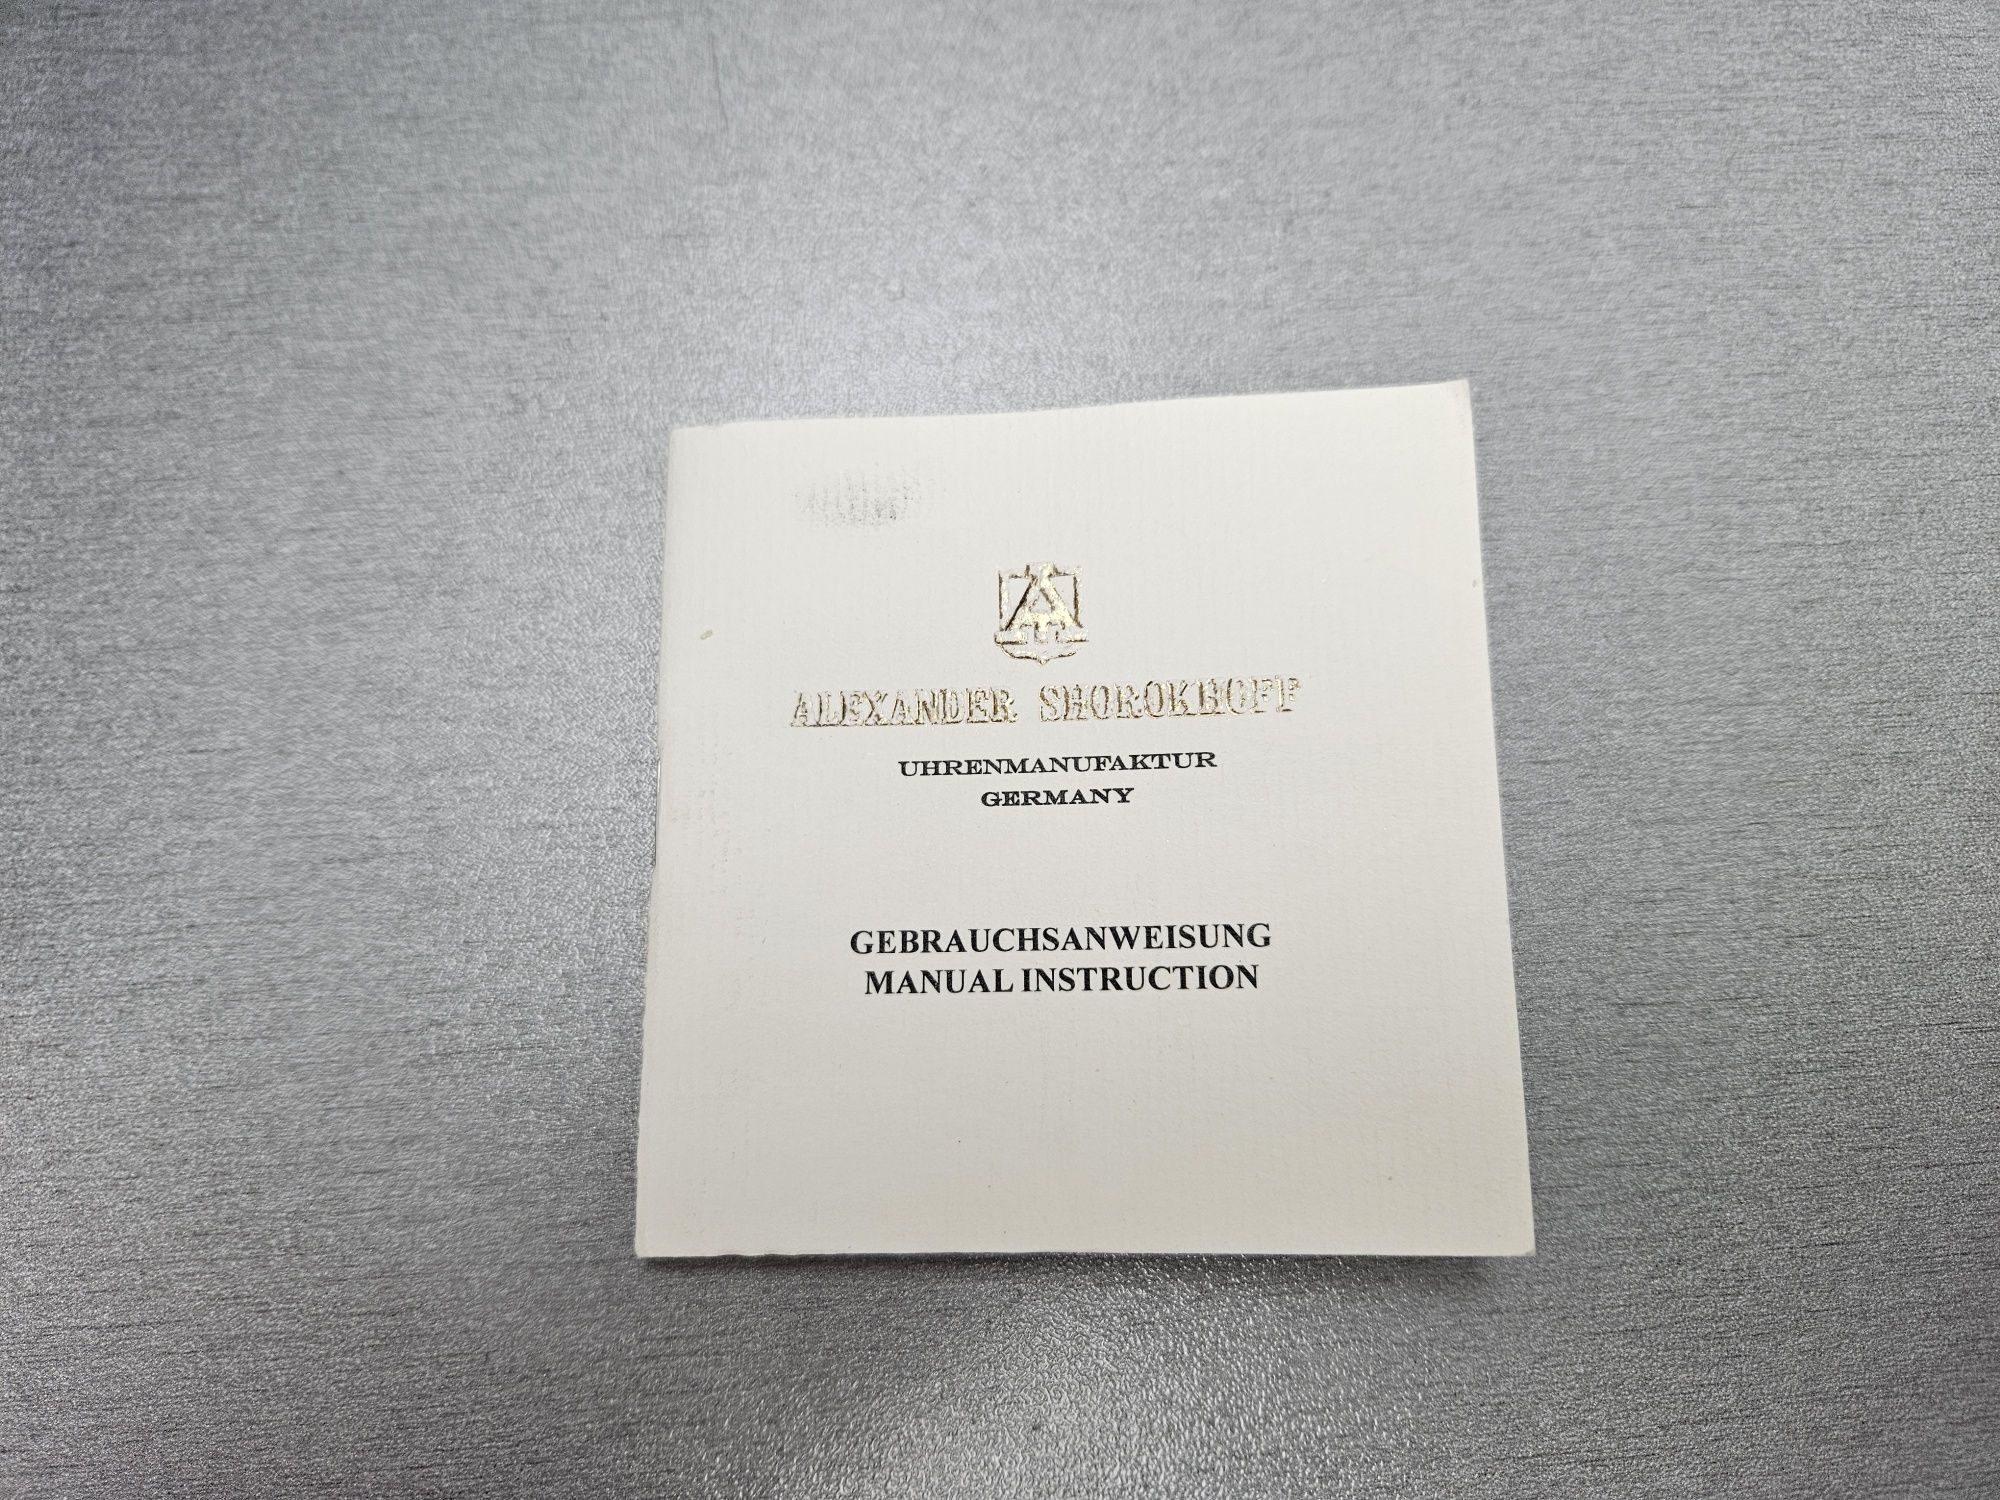 ALEXANDER SHOROKHOFF
UHRENMANUFAKTUR
GERMANY
GEBRAUCHSANWEISUNG
MANUAL INSTRUCTION